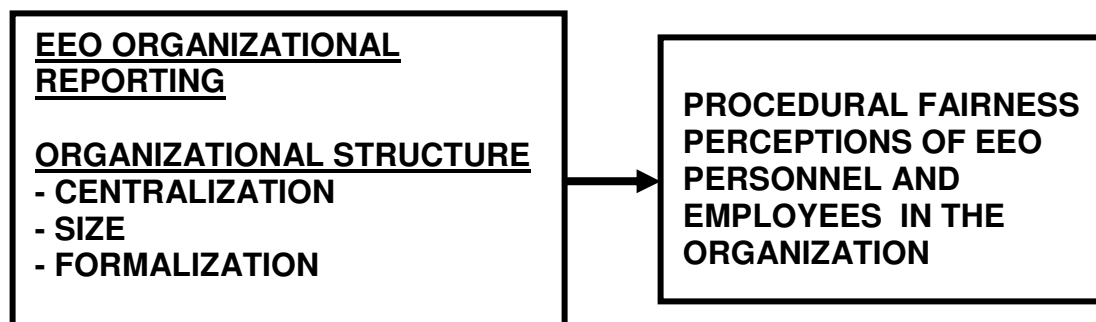 EEO ORGANIZATIONAL
REPORTING
ORGANIZATIONAL STRUCTURE
- CENTRALIZATION
- SIZE
- FORMALIZATION
PROCEDURAL FAIRNESS
PERCEPTIONS OF EEO
PERSONNEL AND
EMPLOYEES IN THE
ORGANIZATION